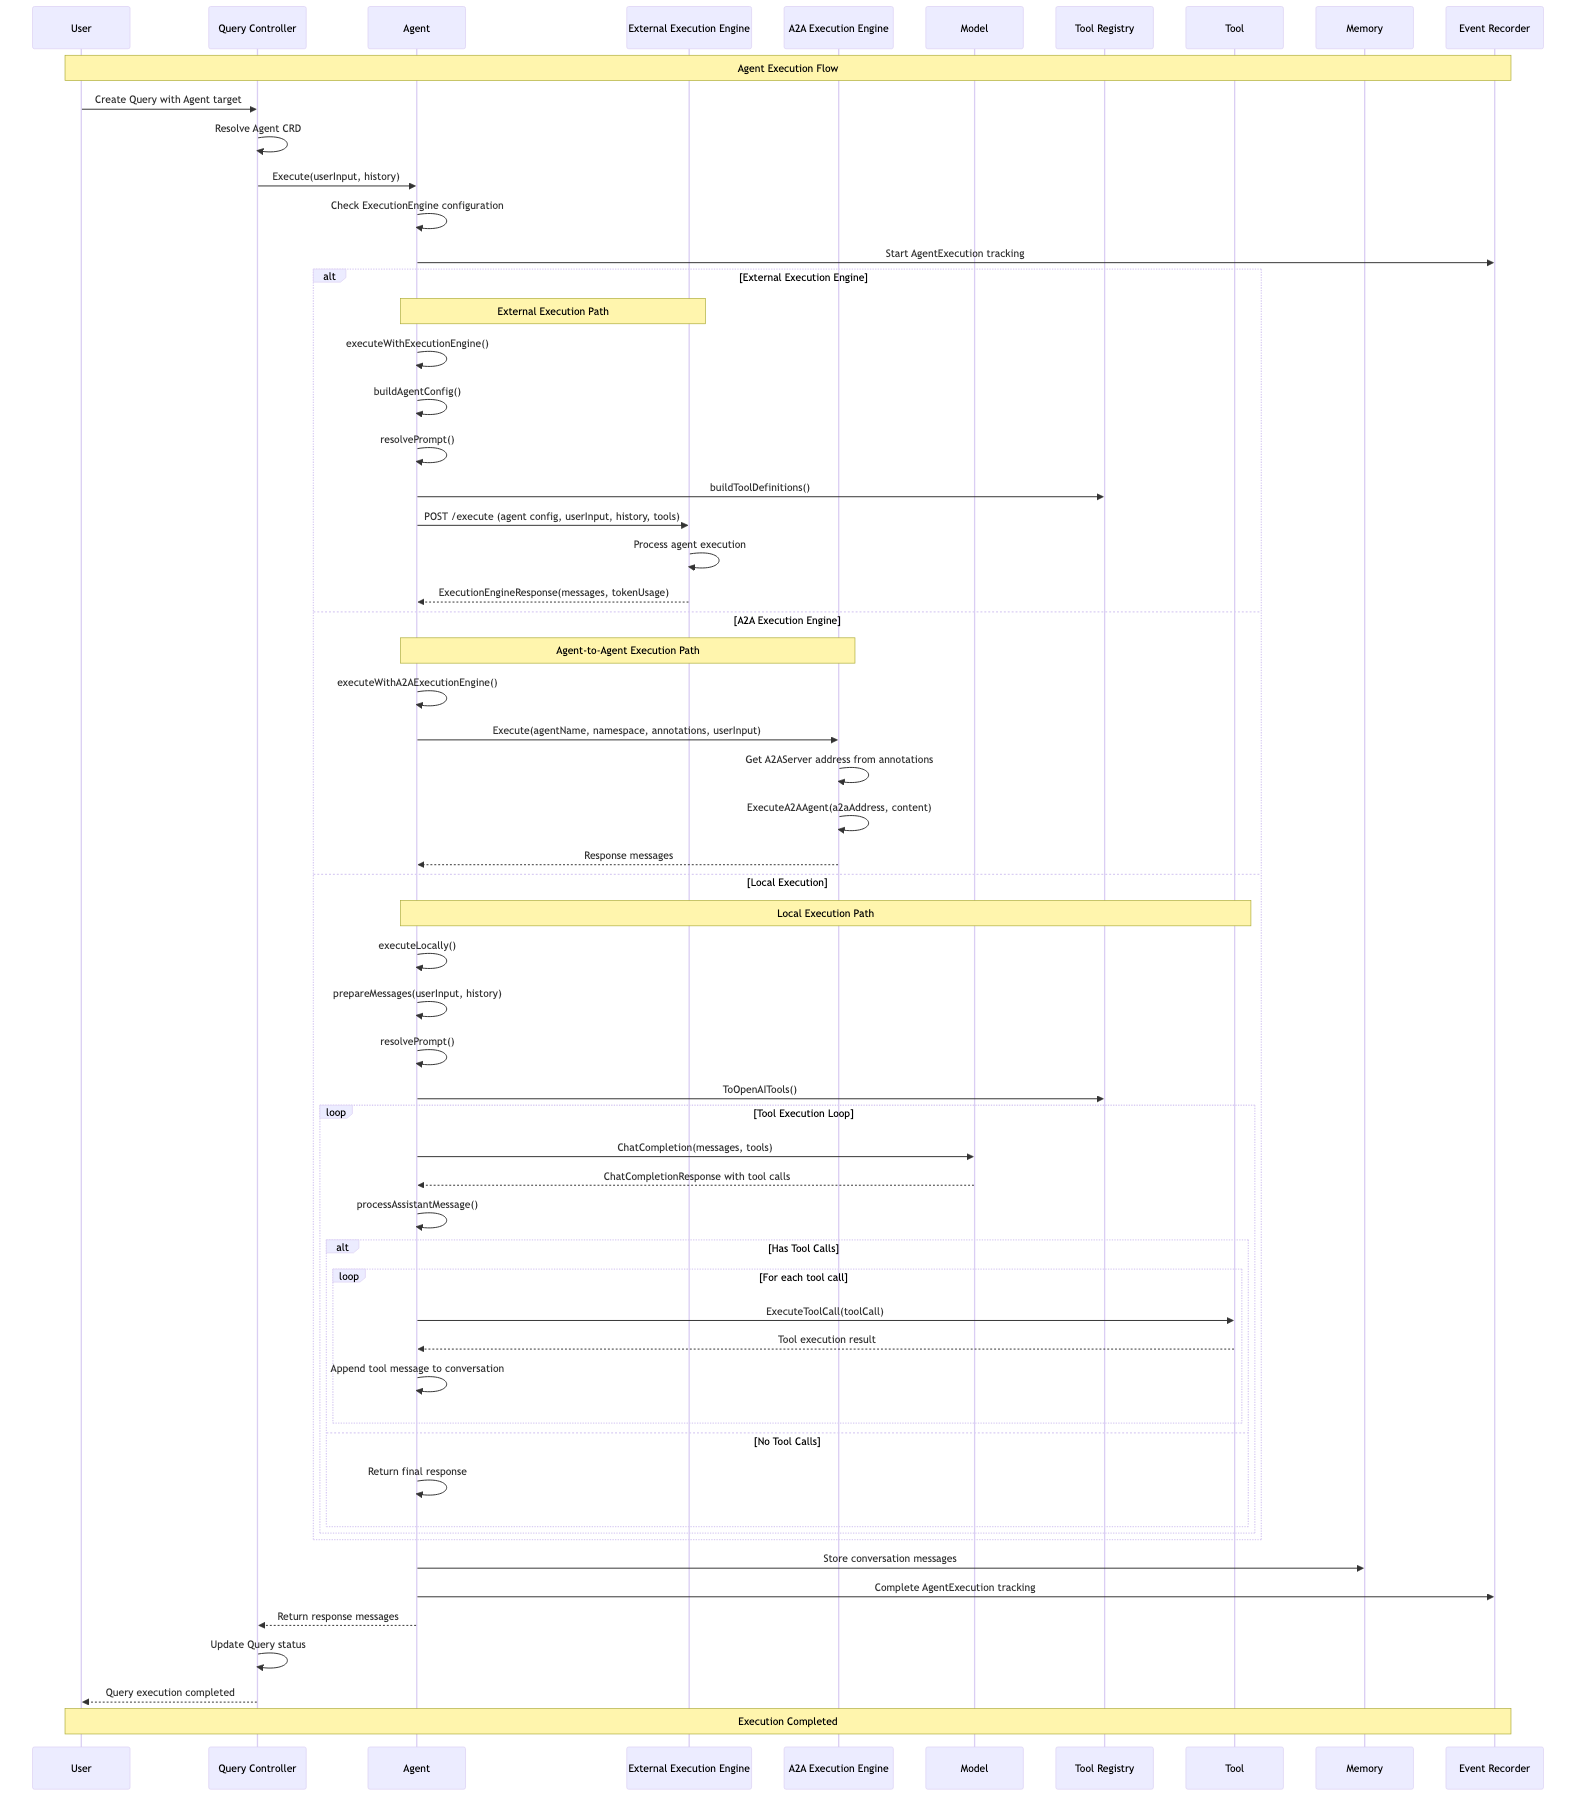 User
Query Controller
Agent
External Execution Engine
A2A Execution Engine
Model
Tool Registry
Tool
Memory
Event Recorder
Agent Execution Flow
Create Query with Agent target
Resolve Agent CRD
Execute(userInput, history)
Check ExecutionEngine configuration
Start AgentExecution tracking
alt
[External Execution Engine]
External Execution Path
executeWithExecutionEngine()
buildAgentConfig()
resolvePrompt()
buildToolDefinitions()
POST /execute (agent config, userInput, history, tools)
Process agent execution
ExecutionEngineResponse(messages, tokenUsage)
[A2A Execution Engine]
Agent-to-Agent Execution Path
executeWithA2AExecutionEngine()
Execute(agentName, namespace, annotations, userInput)
Get A2AServer address from annotations
ExecuteA2AAgent(a2aAddress, content)
Response messages
[Local Execution]
Local Execution Path
executeLocally()
prepareMessages(userInput, history)
resolvePrompt()
ToOpenAITools()
loop
[Tool Execution Loop]
ChatCompletion(messages, tools)
ChatCompletionResponse with tool calls
processAssistantMessage()
alt
[Has Tool Calls]
loop
[For each tool call]
ExecuteToolCall(toolCall)
Tool execution result
Append tool message to conversation
[No Tool Calls]
Return final response
Store conversation messages
Complete AgentExecution tracking
Return response messages
Update Query status
Query execution completed
Execution Completed
User
Query Controller
Agent
External Execution Engine
A2A Execution Engine
Model
Tool Registry
Tool
Memory
Event Recorder